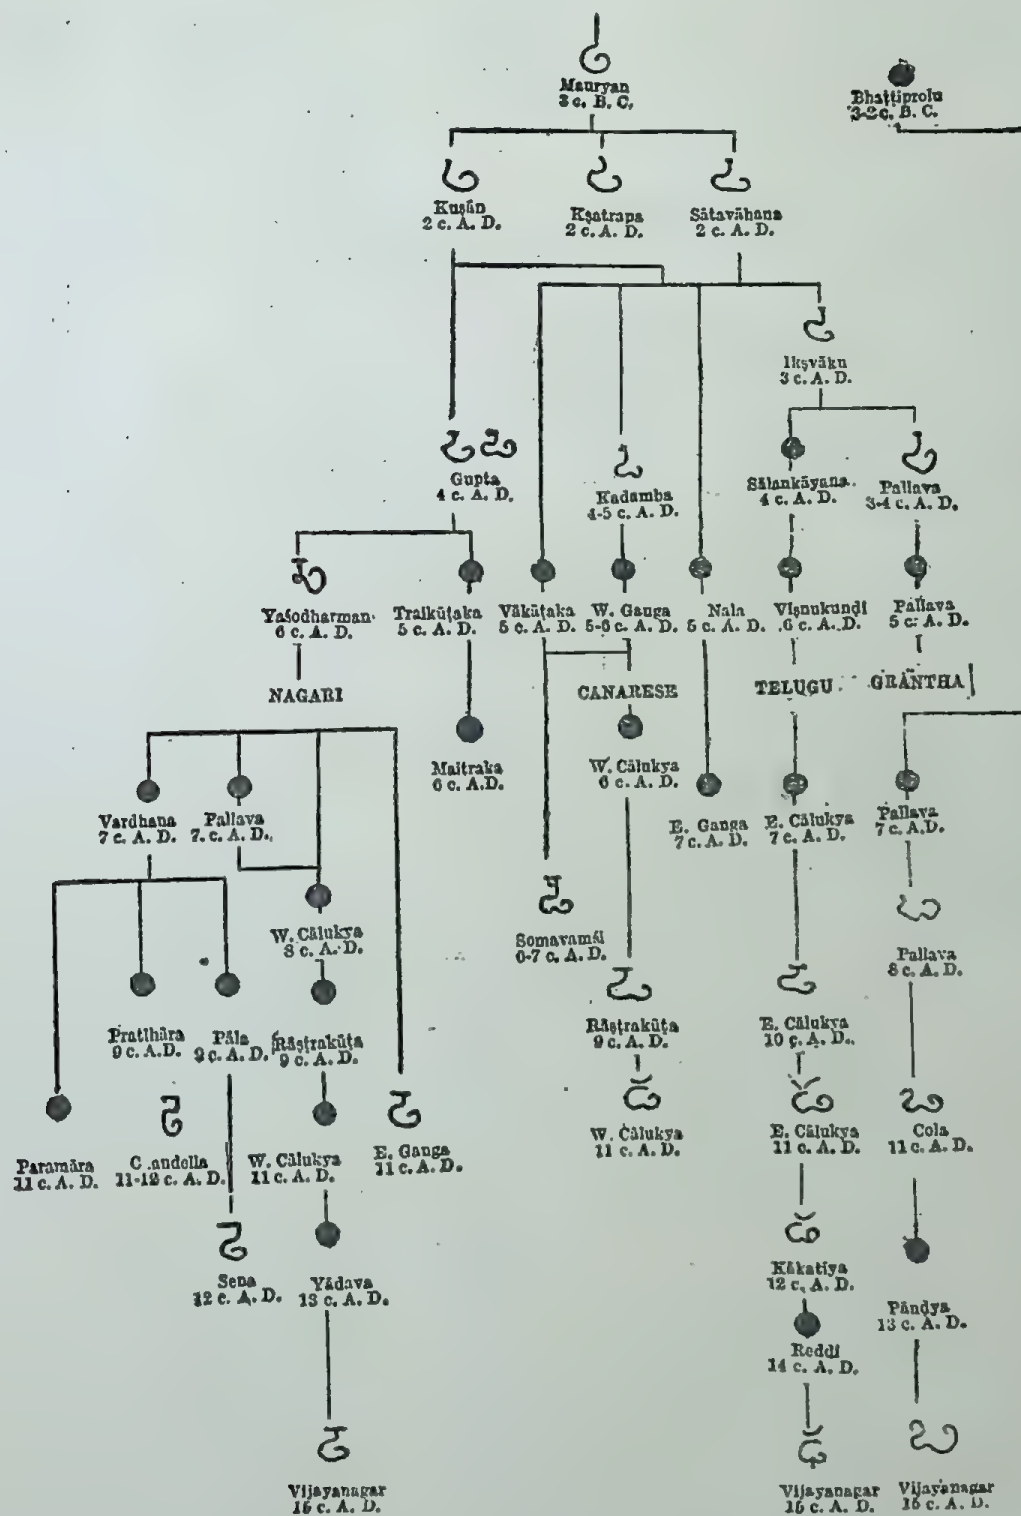 Mauryan
3 c. B. C.
Bhaṭṭiprolu
3-2 c. B. C.
Kuṣān
2 c. A. D.
Kṣatrapa
2 c. A. D.
Sātavāhana
2 c. A. D.
Ikṣvāku
3 c. A. D.
Gupta
4 c. A. D.
Kadamba
4-5 c. A. D.
Sālankāyana
4 c. A. D.
Pallava
3-4 c. A. D.
Yaśodharman
6 c. A. D.
Traikūṭaka
5 c. A. D.
Vākāṭaka
5 c. A. D.
W. Ganga
5-6 c. A. D.
Nala
5 c. A. D.
Viṣnukundi
6 c. A. D.
Pallava
5 c. A. D.
NAGARI
CANARESE
TELUGU
GRANTHA
Maitraka
6 c. A.D.
W. Cālukya
6 c. A.D.
Vardhana
7 c. A. D.
Pallava
7. c. A. D.
E. Ganga
7 c. A. D.
E. Cālukya
7 c. A. D.
Pallava
7 c. A.D.
W. Cālukya
8 c. A. D.
Somavamśi
6-7 c. A. D.
Pallava
8 c. A. D.
Pratihāra
9 c. A.D.
Pāla
9 c. A. D.
Rāṣṭrakūṭa
9 c. A. D.
Rāṣṭrakūṭa
9 c. A. D.
E. Cālukya
10 c. A. D.
Paramāra
11 c. A. D.
C andella
11-12 c. A. D.
W. Cālukya
11 c. A. D.
E. Ganga
11 c. A. D.
W. Cālukya
11 c. A. D.
E. Cālukya
11 c. A. D.
Cola
11 c. A. D.
Sena
12 c. A. D.
Yādava
13 c. A. D.
Kākatīya
12 c. A. D.
Pāndya
13 c. A. D.
Reddi
14 c. A. D.
Vijayanagar
16 c. A. D.
Vijayanagar
16 c. A. D.
Vijayanagar
16 c. A. D.